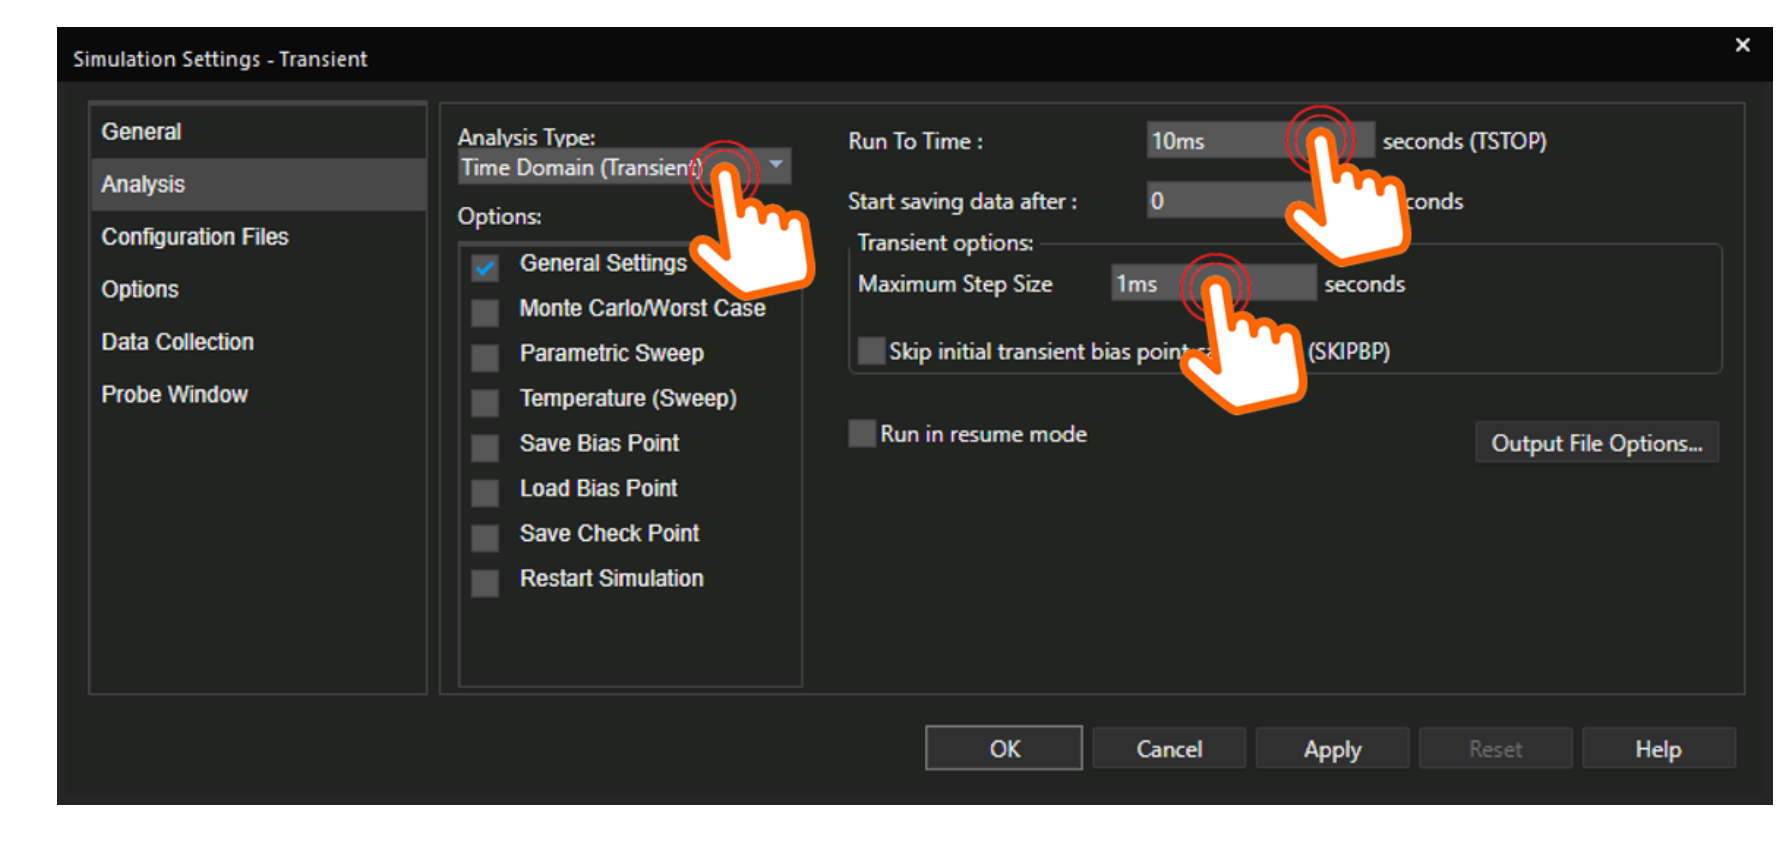 Simulation Settings - Transient
General
Analysis
Configuration Files
Options
Data Collection
Probe Window
Analysis Type:
Time Domain (Transient)
Options:
General Settings
Monte Carlo/Worst Case
Parametric Sweep
Temperature (Sweep)
Save Bias Point
Load Bias Point
Save Check Point
Restart Simulation
Run To Time : 10ms seconds (TSTOP)
Start saving data after : 0
Transient options:
Maximum Step Size 1ms seconds
Skip initial transient bias point (SKIPBP)
Run in resume mode
Output File Options...
OK Cancel Apply Reset Help